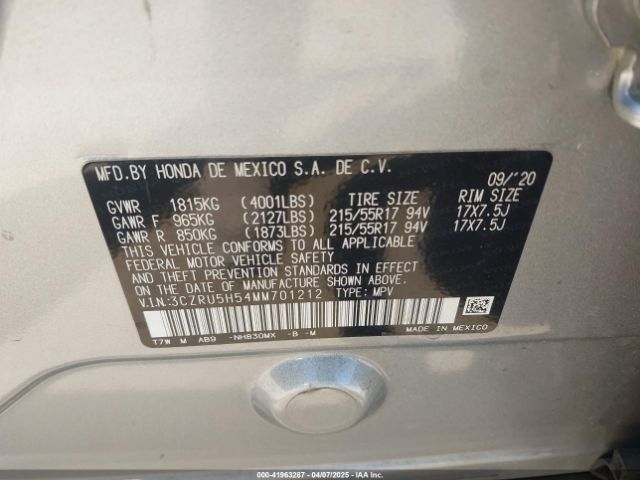 MFD.BY HONDA DE MEXICO S.A. DE C.V.
09/'20
GVWR 1815KG (4001LBS) TIRE SIZE RIM SIZE
GAWR F 965KG (2127LBS) 215/55R17 94V 17X7.5J
GAWR R 850KG (1873LBS) 215/55R17 94V 17X7.5J
THIS VEHICLE CONFORMS TO ALL APPLICABLE
FEDERAL MOTOR VEHICLE SAFETY
AND THEFT PREVENTION STANDARDS IN EFFECT
ON THE DATE OF MANUFACTURE SHOWN ABOVE.
V.I.N:3CZRU5H54MM701212 TYPE: MPV
T7W M AB9 -NH830MX -B -M
MADE IN MEXICO
00-41963287 - 04/07/2025 - IAAI.com